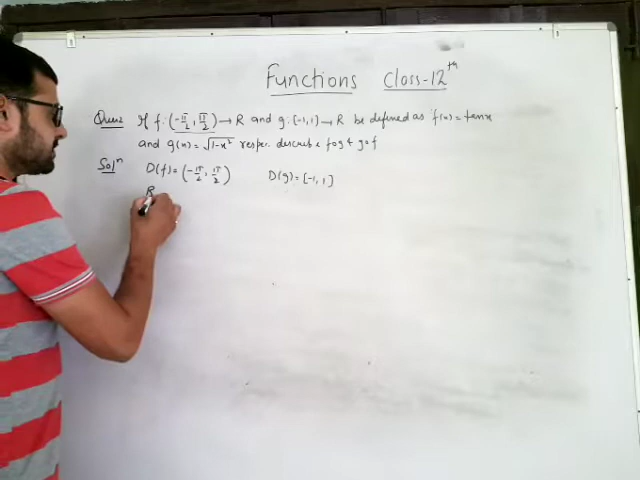 Functions Class-12th
Ques If f:(-π/2, π/2) → R and g:[-1,1] → R be defined as f(x) = tanx
and g(x) = √1-x² respec. describe fog & gof
Solⁿ D(f) = (-π/2, π/2) D(g) = [-1, 1]
R